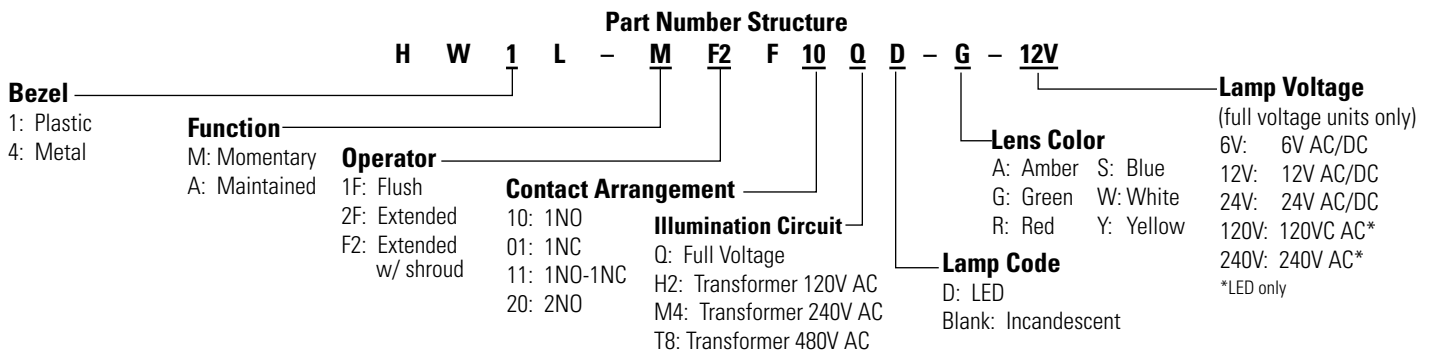 Part Number Structure
H W 1 L – M F2 F 10 Q D – G – 12V
Bezel
1: Plastic
4: Metal
Function
M: Momentary
A: Maintained
Operator
1F: Flush
2F: Extended
F2: Extended
w/ shroud
Contact Arrangement
10: 1NO
01: 1NC
11: 1NO-1NC
20: 2NO
Illumination Circuit
Q: Full Voltage
H2: Transformer 120V AC
M4: Transformer 240V AC
T8: Transformer 480V AC
Lamp Code
D: LED
Blank: Incandescent
Lens Color
A: Amber S: Blue
G: Green W: White
R: Red Y: Yellow
Lamp Voltage
(full voltage units only)
6V: 6V AC/DC
12V: 12V AC/DC
24V: 24V AC/DC
120V: 120VC AC*
240V: 240V AC*
*LED only